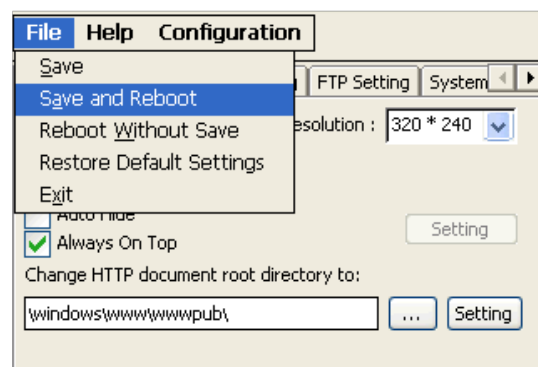 File Help Configuration
Save
Save and Reboot FTP Setting System
Reboot Without Save esolution : 320 * 240
Restore Default Settings
Exit
Auto Hide Setting
Always On Top
Change HTTP document root directory to:
\windows\www\wwwpub\ ... Setting